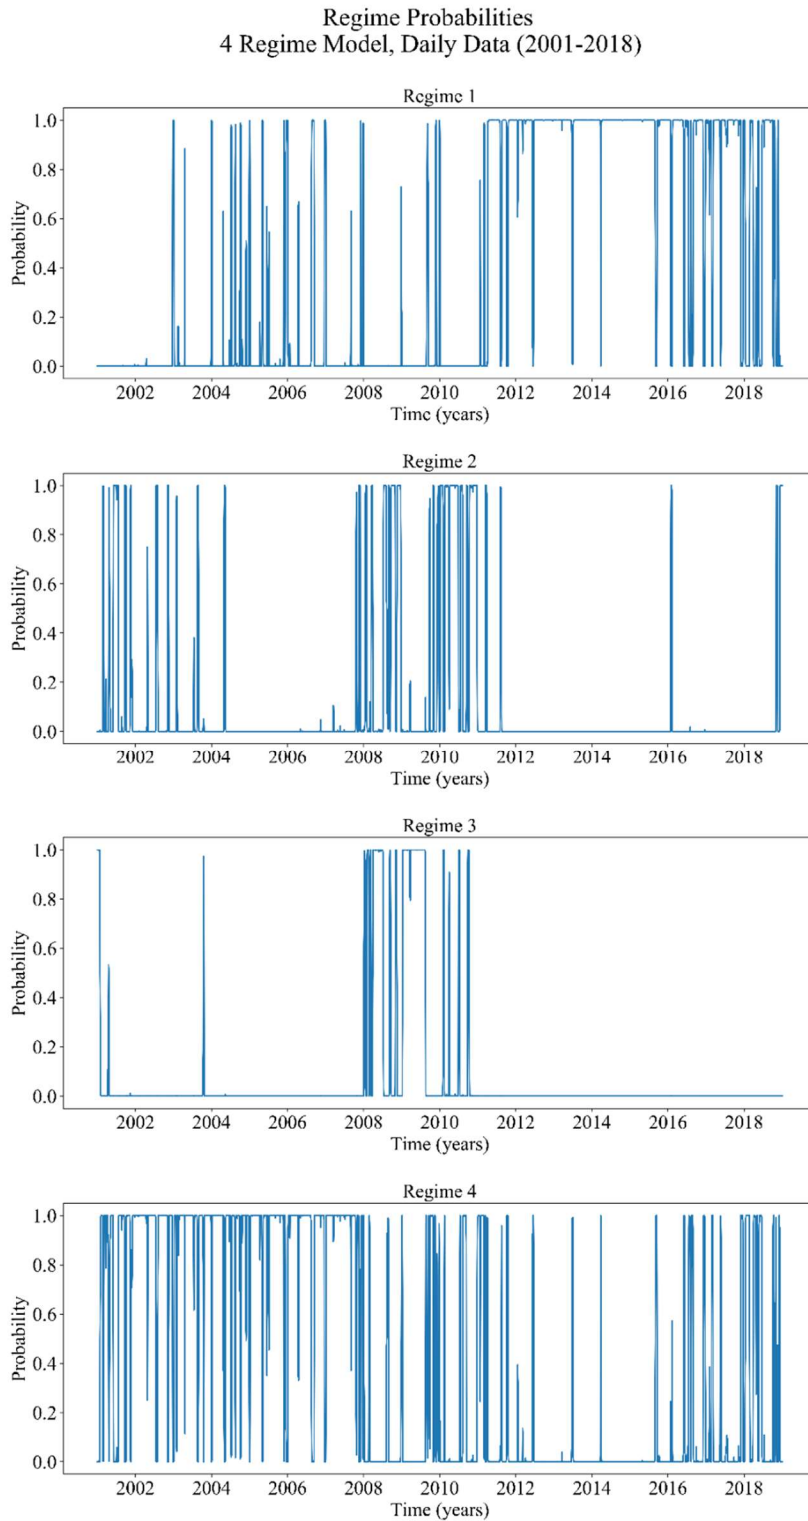 Regime Probabilities
4 Regime Model, Daily Data (2001-2018)
Regime 1
1.0
0.8
0.6
0.4
0.2
0.0
Probability
2002 2004 2006 2008 2010 2012 2014 2016 2018
Time (years)
Regime 2
1.0
0.8
0.6
0.4
0.2
0.0
Probability
2002 2004 2006 2008 2010 2012 2014 2016 2018
Time (years)
Regime 3
1.0
0.8
0.6
0.4
0.2
0.0
Probability
2002 2004 2006 2008 2010 2012 2014 2016 2018
Time (years)
Regime 4
1.0
0.8
0.6
0.4
0.2
0.0
Probability
2002 2004 2006 2008 2010 2012 2014 2016 2018
Time (years)